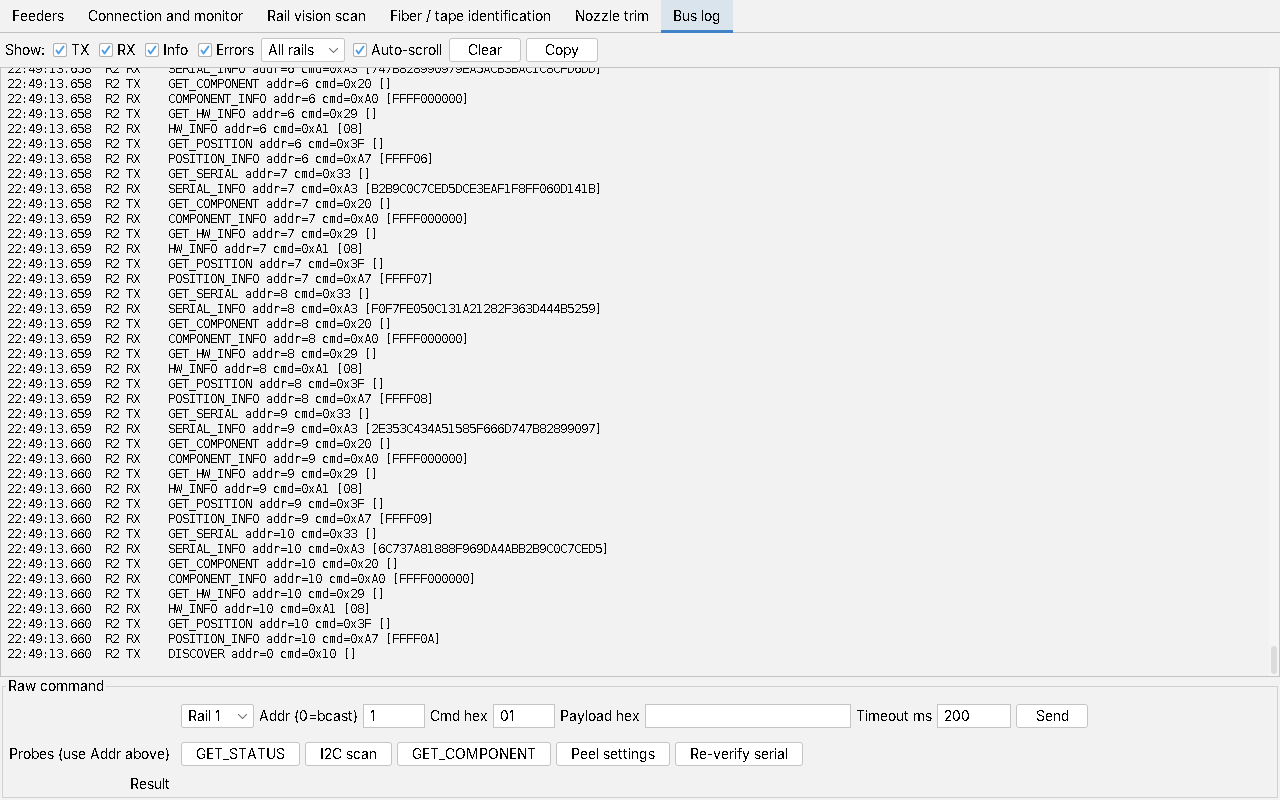 Feeders Connection and monitor Rail vision scan Fiber / tape identification Nozzle trim Bus log
Show: TX RX Info Errors All rails Auto-scroll Clear Copy
22:49:13.658 R2 RX SERIAL_INFO addr=6 cmd=0xA3
22:49:13.658 R2 TX GET_COMPONENT addr=6 cmd=0x20 []
22:49:13.658 R2 RX COMPONENT_INFO addr=6 cmd=0xA0 [FFFF000000]
22:49:13.658 R2 TX GET_HW_INFO addr=6 cmd=0x29 []
22:49:13.658 R2 RX HW_INFO addr=6 cmd=0xA1 [08]
22:49:13.658 R2 TX GET_POSITION addr=6 cmd=0x3F []
22:49:13.658 R2 RX POSITION_INFO addr=6 cmd=0xA7 [FFFF06]
22:49:13.658 R2 TX GET_SERIAL addr=7 cmd=0x33 []
22:49:13.658 R2 RX SERIAL_INFO addr=7 cmd=0xA3 [B2B9C0C7CED5DCE3EAF1F8FF060D141B]
22:49:13.658 R2 TX GET_COMPONENT addr=7 cmd=0x20 []
22:49:13.659 R2 RX COMPONENT_INFO addr=7 cmd=0xA0 [FFFF000000]
22:49:13.659 R2 TX GET_HW_INFO addr=7 cmd=0x29 []
22:49:13.659 R2 RX HW_INFO addr=7 cmd=0xA1 [08]
22:49:13.659 R2 TX GET_POSITION addr=7 cmd=0x3F []
22:49:13.659 R2 RX POSITION_INFO addr=7 cmd=0xA7 [FFFF07]
22:49:13.659 R2 TX GET_SERIAL addr=8 cmd=0x33 []
22:49:13.659 R2 RX SERIAL_INFO addr=8 cmd=0xA3 [F0F7FE050C131A21282F363D444B5259]
22:49:13.659 R2 TX GET_COMPONENT addr=8 cmd=0x20 []
22:49:13.659 R2 RX COMPONENT_INFO addr=8 cmd=0xA0 [FFFF000000]
22:49:13.659 R2 TX GET_HW_INFO addr=8 cmd=0x29 []
22:49:13.659 R2 RX HW_INFO addr=8 cmd=0xA1 [08]
22:49:13.659 R2 TX GET_POSITION addr=8 cmd=0x3F []
22:49:13.659 R2 RX POSITION_INFO addr=8 cmd=0xA7 [FFFF08]
22:49:13.659 R2 TX GET_SERIAL addr=9 cmd=0x33 []
22:49:13.659 R2 RX SERIAL_INFO addr=9 cmd=0xA3 [2E353C434A51585F666D747B82899097]
22:49:13.660 R2 TX GET_COMPONENT addr=9 cmd=0x20 []
22:49:13.660 R2 RX COMPONENT_INFO addr=9 cmd=0xA0 [FFFF000000]
22:49:13.660 R2 TX GET_HW_INFO addr=9 cmd=0x29 []
22:49:13.660 R2 RX HW_INFO addr=9 cmd=0xA1 [08]
22:49:13.660 R2 TX GET_POSITION addr=9 cmd=0x3F []
22:49:13.660 R2 RX POSITION_INFO addr=9 cmd=0xA7 [FFFF09]
22:49:13.660 R2 TX GET_SERIAL addr=10 cmd=0x33 []
22:49:13.660 R2 RX SERIAL_INFO addr=10 cmd=0xA3 [6C737A81888F969DA4ABB2B9C0C7CED5]
22:49:13.660 R2 TX GET_COMPONENT addr=10 cmd=0x20 []
22:49:13.660 R2 RX COMPONENT_INFO addr=10 cmd=0xA0 [FFFF000000]
22:49:13.660 R2 TX GET_HW_INFO addr=10 cmd=0x29 []
22:49:13.660 R2 RX HW_INFO addr=10 cmd=0xA1 [08]
22:49:13.660 R2 TX GET_POSITION addr=10 cmd=0x3F []
22:49:13.660 R2 RX POSITION_INFO addr=10 cmd=0xA7 [FFFF0A]
22:49:13.660 R2 TX DISCOVER addr=0 cmd=0x10 []
Raw command
Rail 1 Addr (0=bcast) 1 Cmd hex 01 Payload hex Timeout ms 200 Send
Probes (use Addr above) GET_STATUS I2C scan GET_COMPONENT Peel settings Re-verify serial
Result